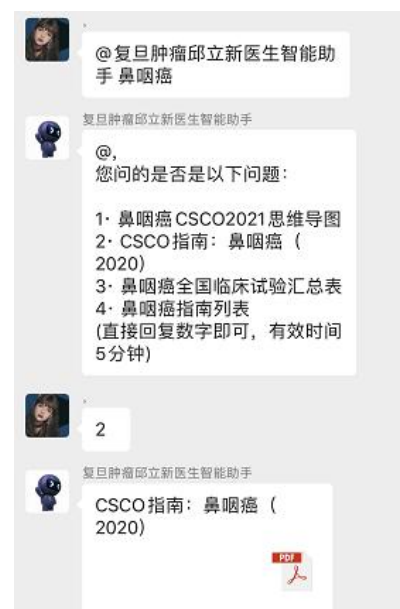 @复旦肿瘤邱立新医生智能助
手 鼻咽癌
复旦肿瘤邱立新医生智能助手
@,
您问的是否是以下问题：
1· 鼻咽癌CSCO2021思维导图
2· CSCO指南：鼻咽癌（
2020)
3· 鼻咽癌全国临床试验汇总表
4· 鼻咽癌指南列表
(直接回复数字即可，有效时间
5分钟)
2
复旦肿瘤邱立新医生智能助手
CSCO指南：鼻咽癌（
2020)
PDF